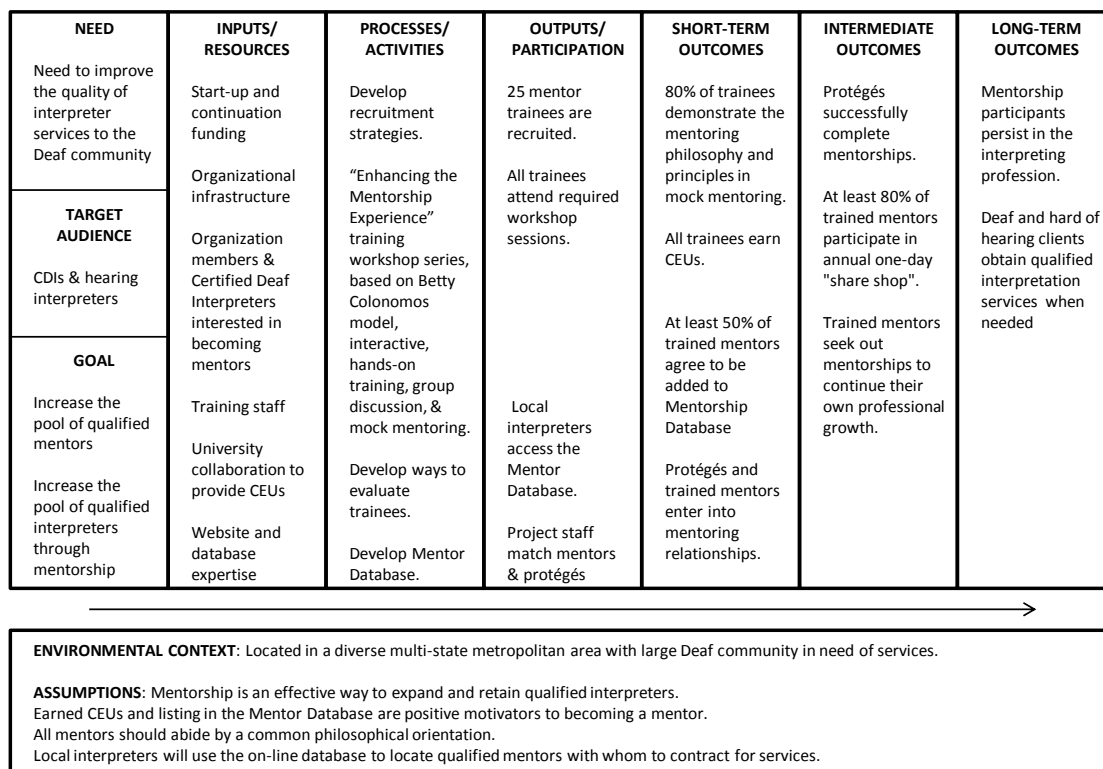 NEED
Need to improve
the quality of
interpreter
services to the
Deaf community
TARGET
AUDIENCE
CDIs & hearing
interpreters
GOAL
Increase the
pool of qualified
mentors
Increase the
pool of qualified
interpreters
through
mentorship
INPUTS/
RESOURCES
Start-up and
continuation
funding
Organizational
infrastructure
Organization
members &
Certified Deaf
Interpreters
interested in
becoming
mentors
Training staff
University
collaboration to
provide CEUs
Website and
database
expertise
PROCESSES/
ACTIVITIES
Develop
recruitment
strategies.
“Enhancing the
Mentorship
Experience”
training
workshop series,
based on Betty
Colonomos
model,
interactive,
hands-on
training, group
discussion, &
mock mentoring.
Develop ways to
evaluate
trainees.
Develop Mentor
Database.
OUTPUTS/
PARTICIPATION
25 mentor
trainees are
recruited.
All trainees
attend required
workshop
sessions.
Local
interpreters
access the
Mentor
Database.
Project staff
match mentors
& protégés
SHORT-TERM
OUTCOMES
80% of trainees
demonstrate the
mentoring
philosophy and
principles in
mock mentoring.
All trainees earn
CEUs.
At least 50% of
trained mentors
agree to be
added to
Mentorship
Database
Protégés and
trained mentors
enter into
mentoring
relationships.
INTERMEDIATE
OUTCOMES
Protégés
successfully
complete
mentorships.
At least 80% of
trained mentors
participate in
annual one-day
"share shop".
Trained mentors
seek out
mentorships to
continue their
own professional
growth.
LONG-TERM
OUTCOMES
Mentorship
participants
persist in the
interpreting
profession.
Deaf and hard of
hearing clients
obtain qualified
interpretation
services when
needed
ENVIRONMENTAL CONTEXT: Located in a diverse multi-state metropolitan area with large Deaf community in need of services.
ASSUMPTIONS: Mentorship is an effective way to expand and retain qualified interpreters.
Earned CEUs and listing in the Mentor Database are positive motivators to becoming a mentor.
All mentors should abide by a common philosophical orientation.
Local interpreters will use the on-line database to locate qualified mentors with whom to contract for services.